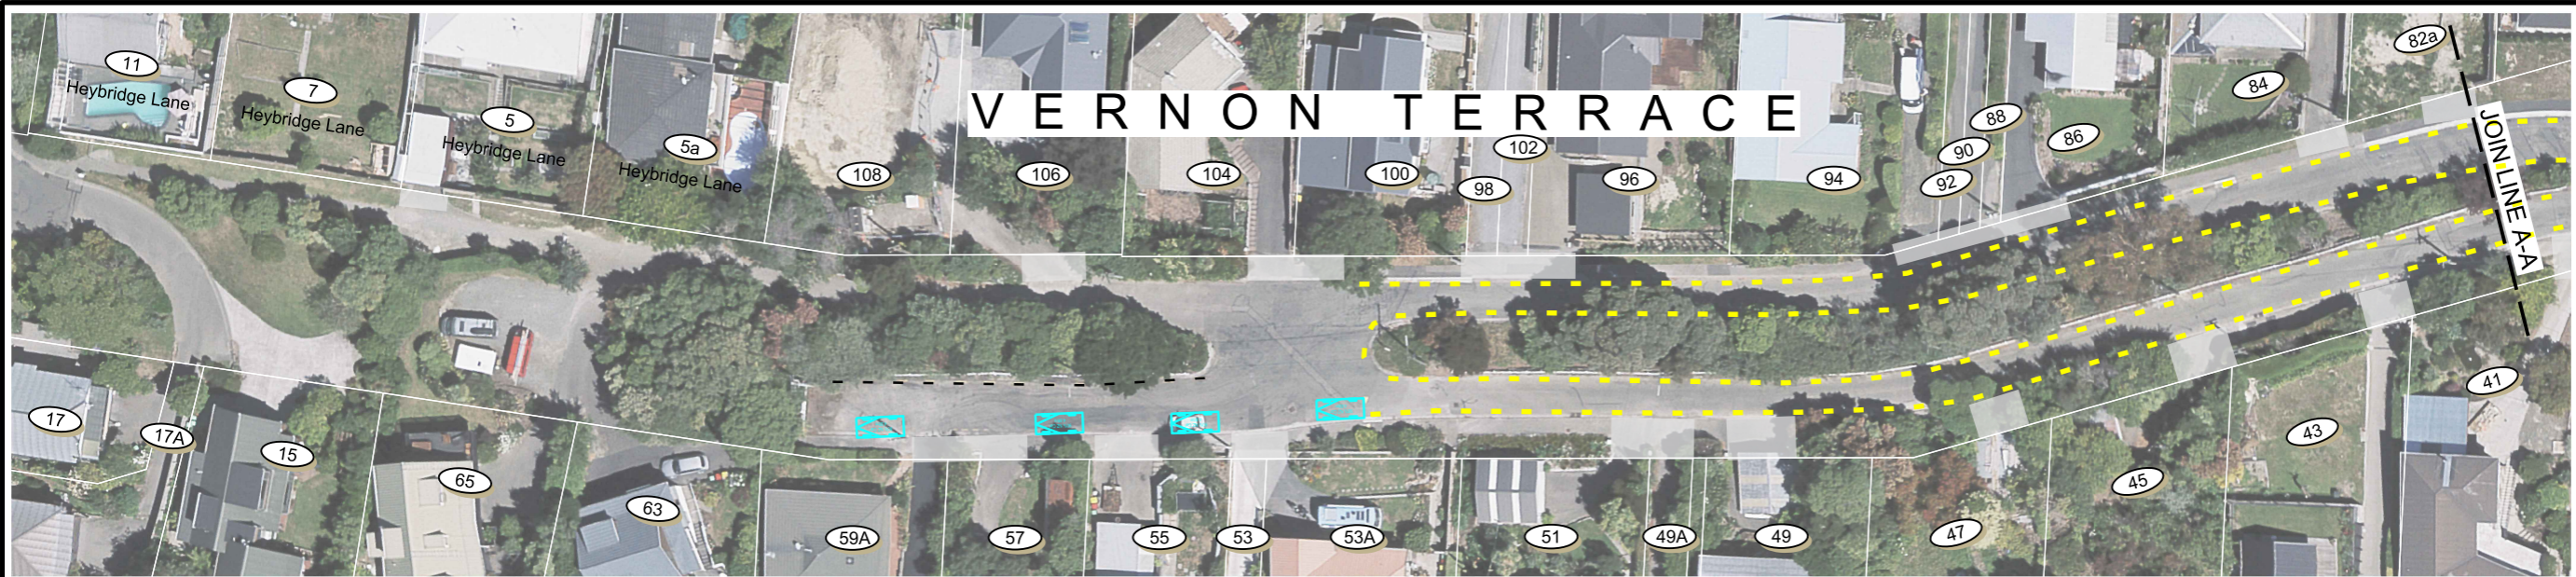 11
Heybridge Lane
7
Heybridge Lane
5
Heybridge Lane
5a
Heybridge Lane
VERNON TERRACE
108
106
104
100
98
102
96
94
92
90
88
86
84
82a
JOIN LINE A-A
17
17A
15
65
63
59A
57
55
53
53A
51
49A
49
47
45
43
41